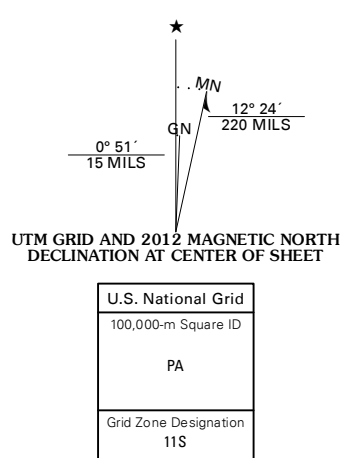 ★
. . . MN
12° 24´
220 MILS
GN
0° 51´
15 MILS
UTM GRID AND 2012 MAGNETIC NORTH
DECLINATION AT CENTER OF SHEET
U.S. National Grid
100,000-m Square ID
PA
Grid Zone Designation
11S